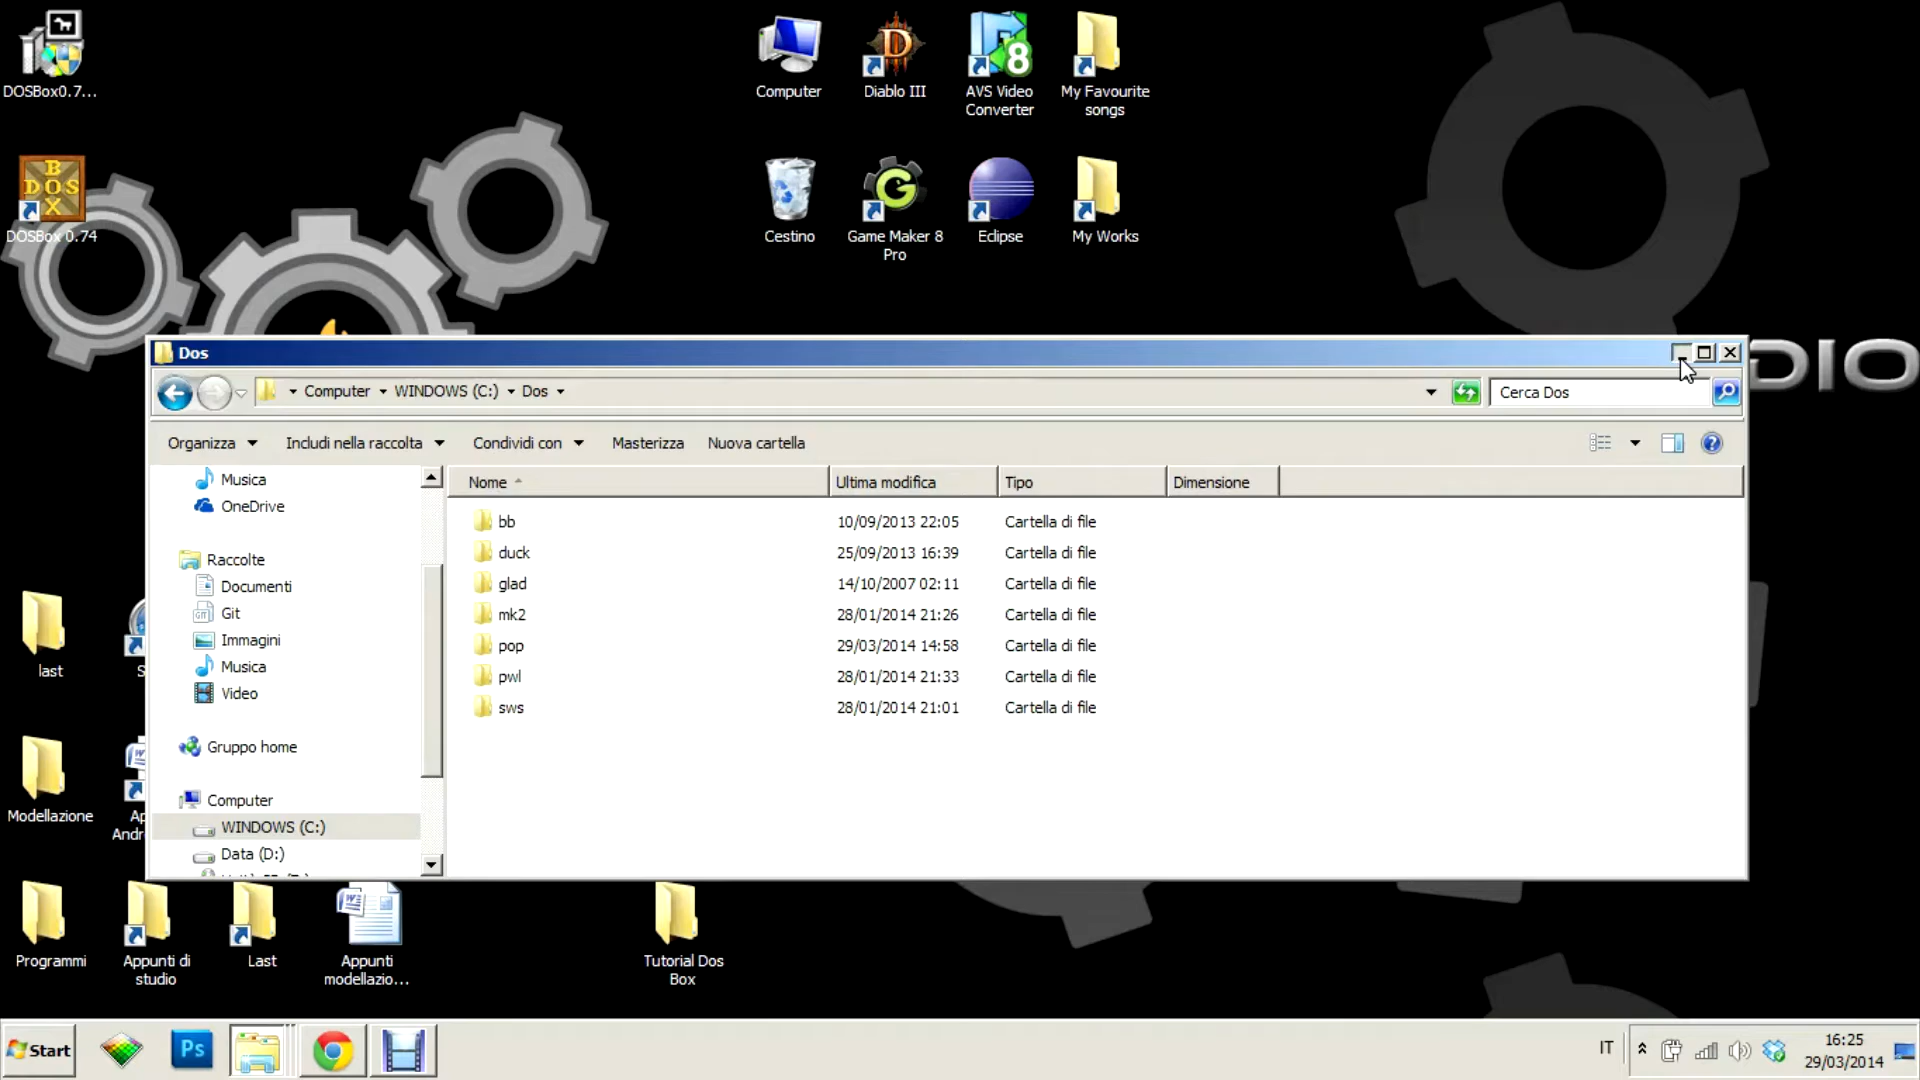 DOSBox0.7...
Computer
Diablo III
AVS Video
Converter
My Favourite
songs
8
BOX
DOS
DOSBox 0.74
Cestino
Game Maker 8
Pro
Eclipse
My Works
DIO
Dos
Computer
WINDOWS (C:)
Dos
Cerca Dos
Organizza
Includi nella raccolta
Condividi con
Masterizza
Nuova cartella
Musica
OneDrive
Raccolte
Documenti
Git
Immagini
Musica
Video
Gruppo home
Computer
WINDOWS (C:)
Data (D:)
Nome
Ultima modifica
Tipo
Dimensione
bb
10/09/2013 22:05
Cartella di file
duck
25/09/2013 16:39
Cartella di file
glad
14/10/2007 02:11
Cartella di file
mk2
28/01/2014 21:26
Cartella di file
pop
29/03/2014 14:58
Cartella di file
pwl
28/01/2014 21:33
Cartella di file
sws
28/01/2014 21:01
Cartella di file
last
S
Modellazione
Ap
Andr
Programmi
Appunti di
studio
Last
Appunti
modellazio...
Tutorial Dos
Box
Start
Ps
IT
16:25
29/03/2014